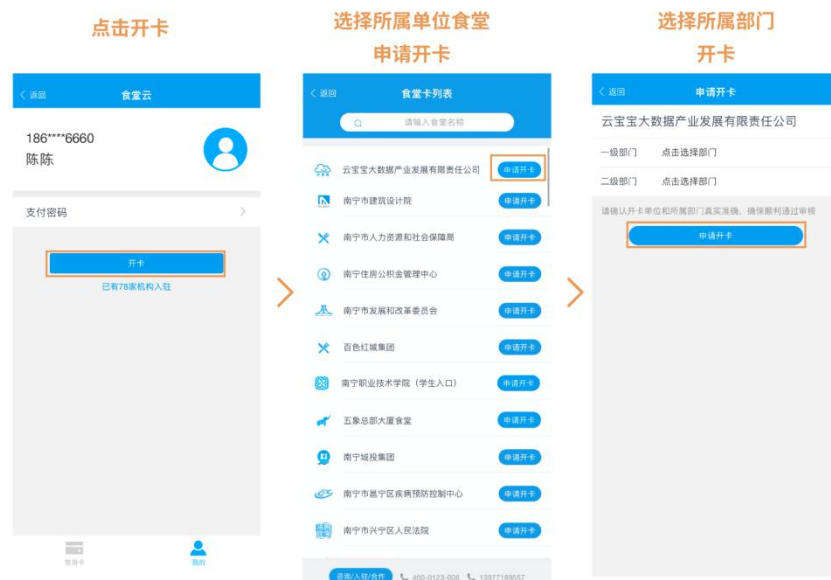 点击开卡
返回
食堂云
186****6660
陈陈
支付密码
开卡
已有78家机构入驻
我的
选择所属单位食堂
申请开卡
返回
食堂卡列表
请输入食堂名称
云宝宝大数据产业发展有限责任公司 申请开卡
南宁市建筑设计院 申请开卡
南宁市人力资源和社会保障局 申请开卡
南宁住房公积金管理中心 申请开卡
南宁市发展和改革委员会 申请开卡
百色红城集团 申请开卡
南宁职业技术学院（学生入口） 申请开卡
五象总部大厦食堂 申请开卡
南宁城投集团 申请开卡
南宁市邕宁区疾病预防控制中心 申请开卡
南宁市兴宁区人民法院 申请开卡
咨询/入驻/合作 400-0123-606 13977189557
选择所属部门
开卡
返回
申请开卡
云宝宝大数据产业发展有限责任公司
一级部门 点击选择部门
二级部门 点击选择部门
请确认开卡单位和所属部门真实准确，确保顺利通过审核
申请开卡